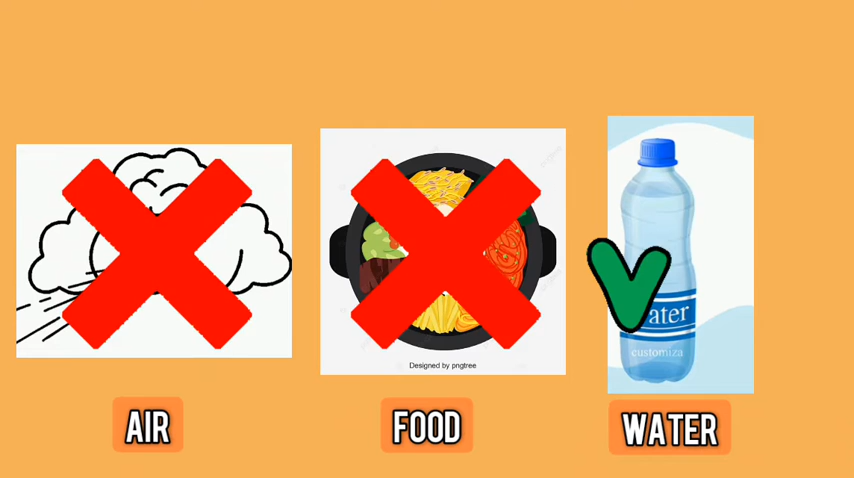 Designed by pngtree
ater
customiza
AIR
FOOD
WATER